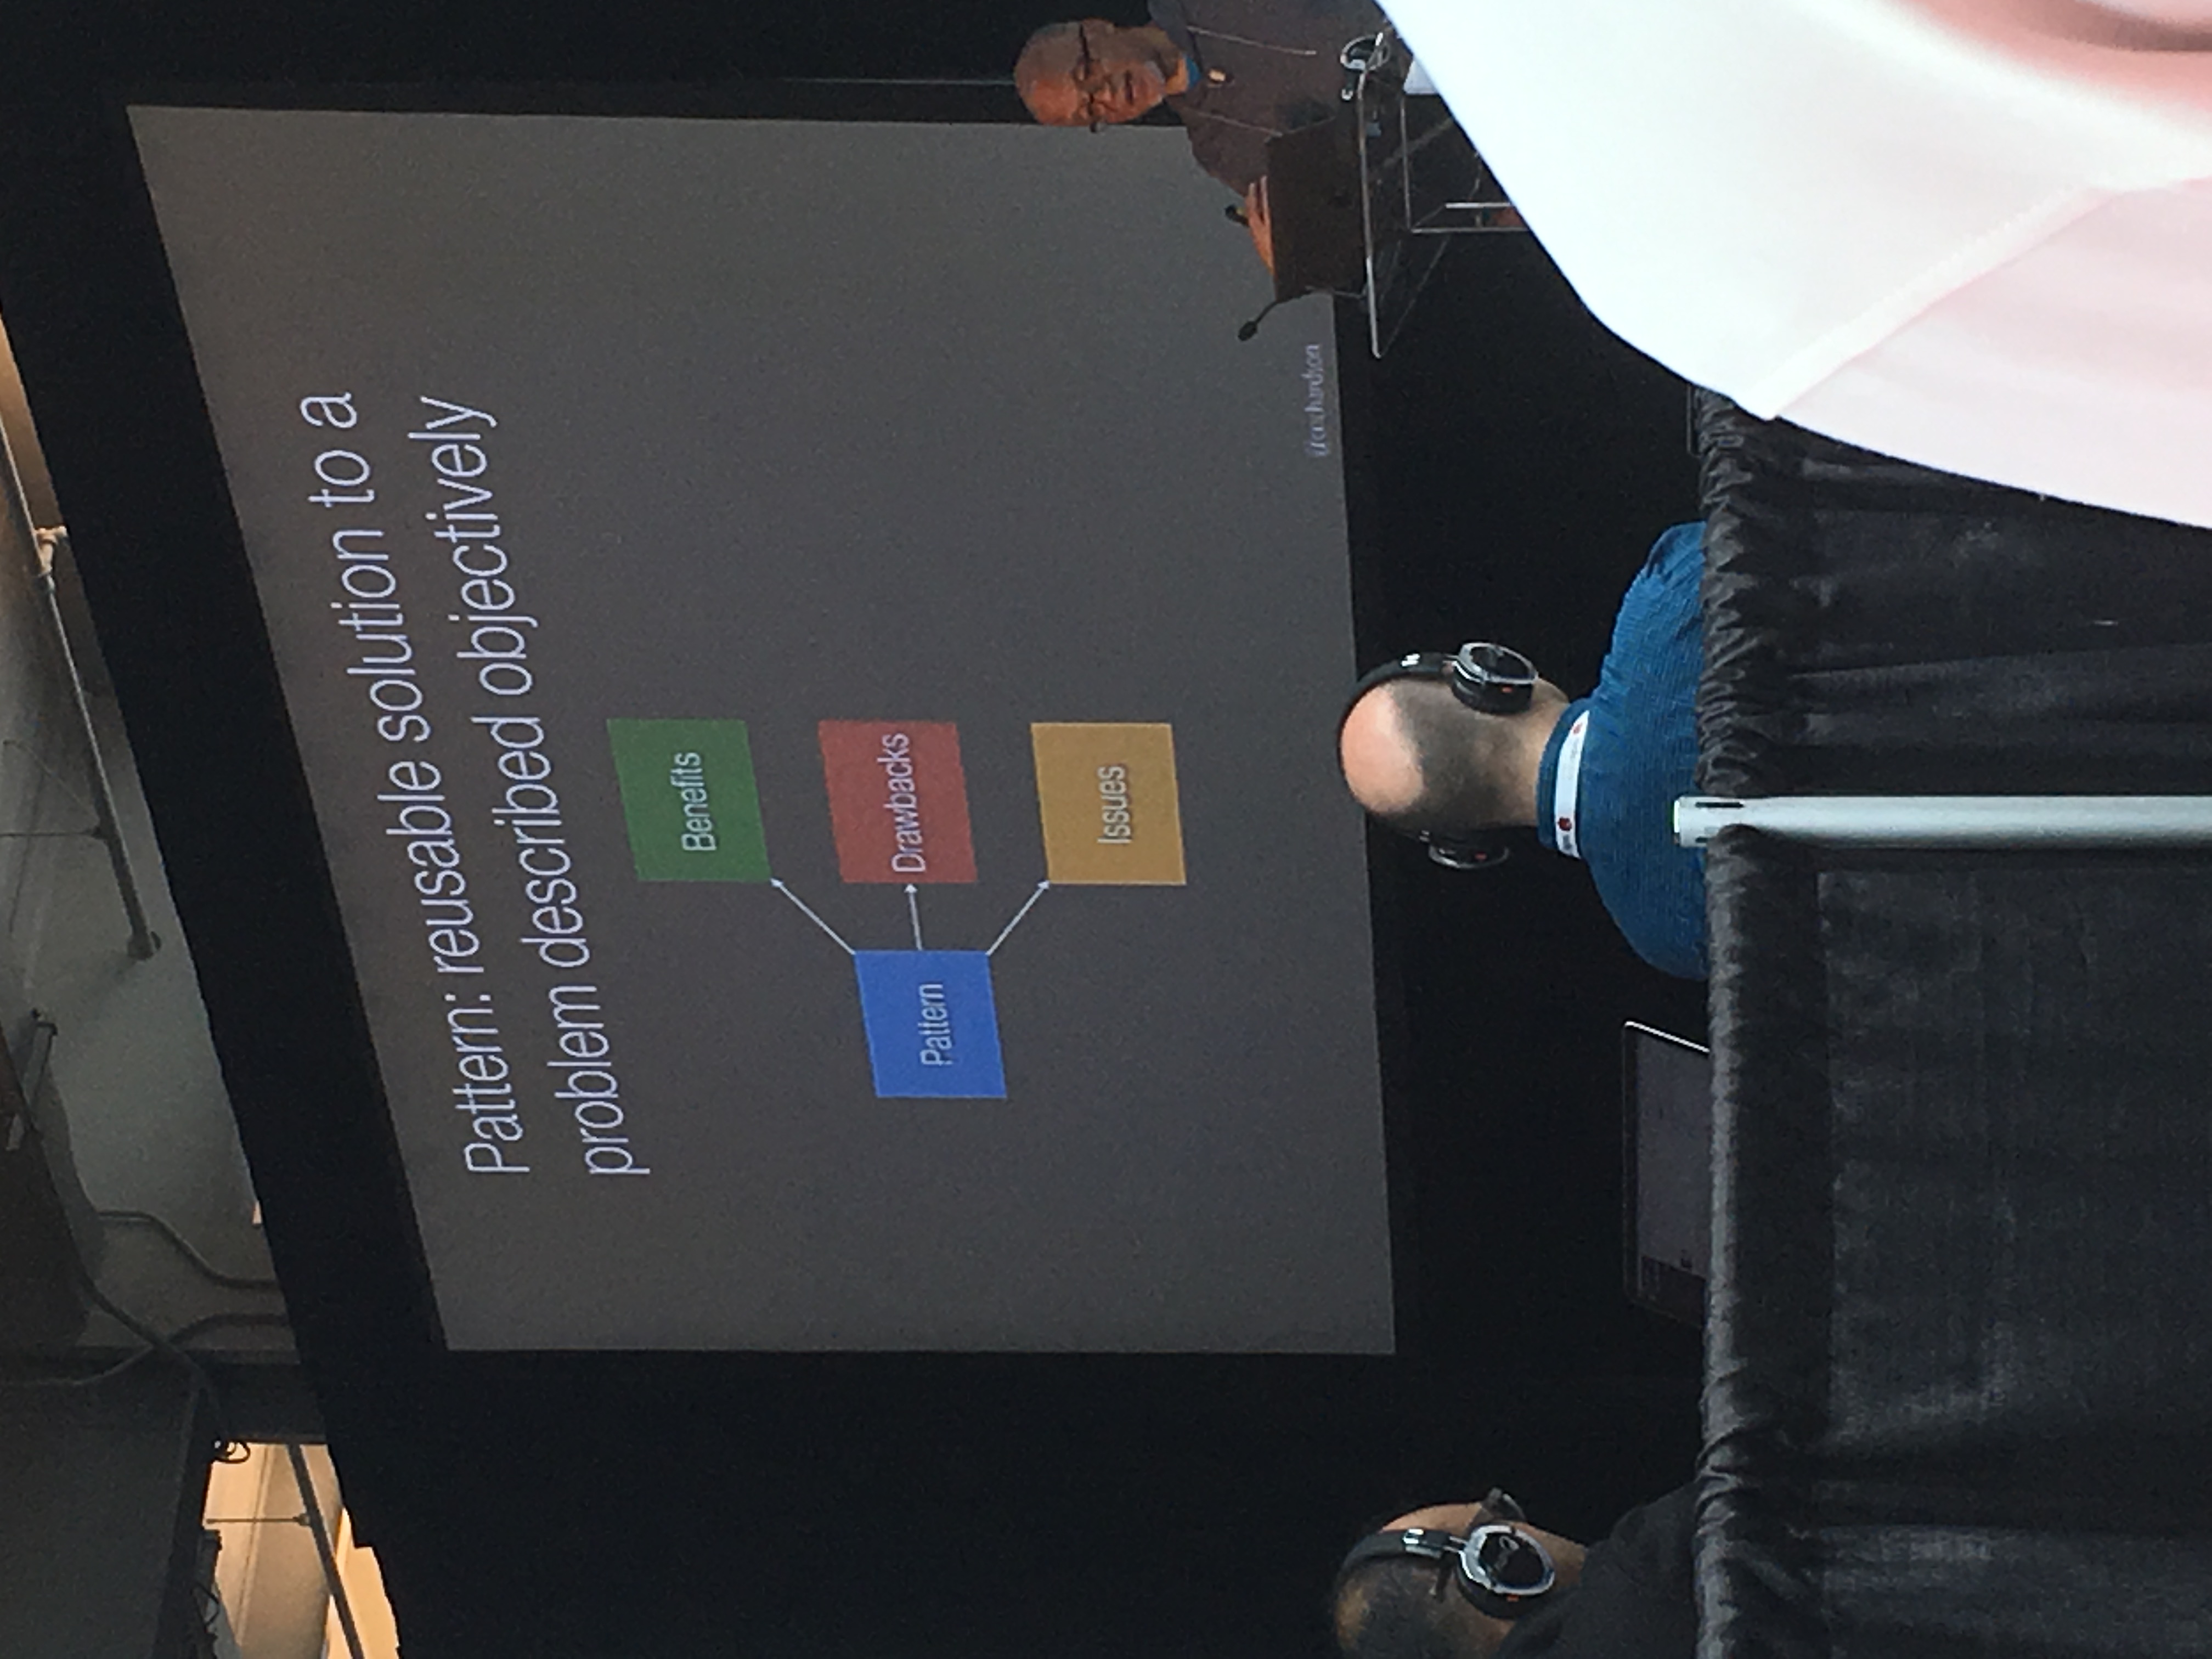 Pattern: reusable solution to a
problem described objectively
Benefits
Pattern
Drawbacks
Issues